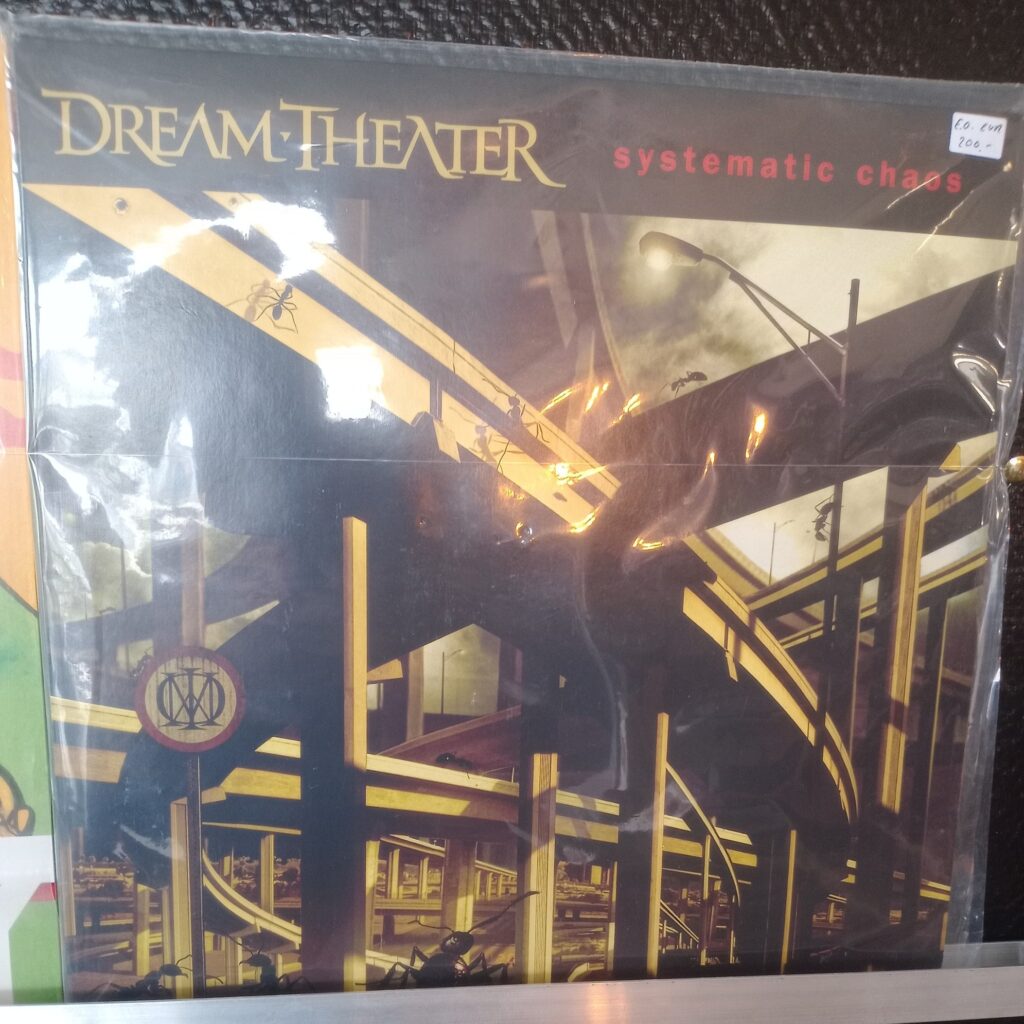 DREAM THEATER
systematic chaos
E.O. EUR
200,-